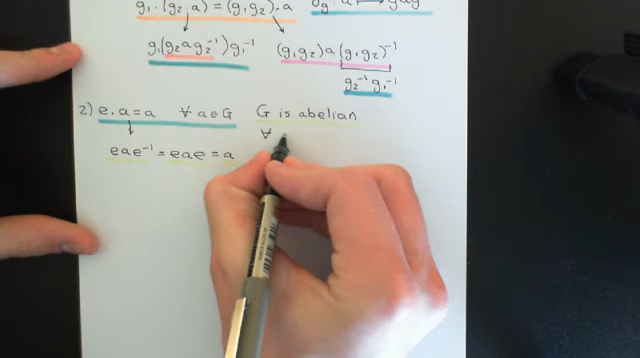 g₁.(g₂.a) = (g₁g₂).a
g₁(g₂ag₂⁻¹)g₁⁻¹ (g₁g₂)a(g₁g₂)⁻¹
g₂⁻¹g₁⁻¹
2) e.a=a ∀ a∈G G is abelian
∀
eae⁻¹ = eae = a